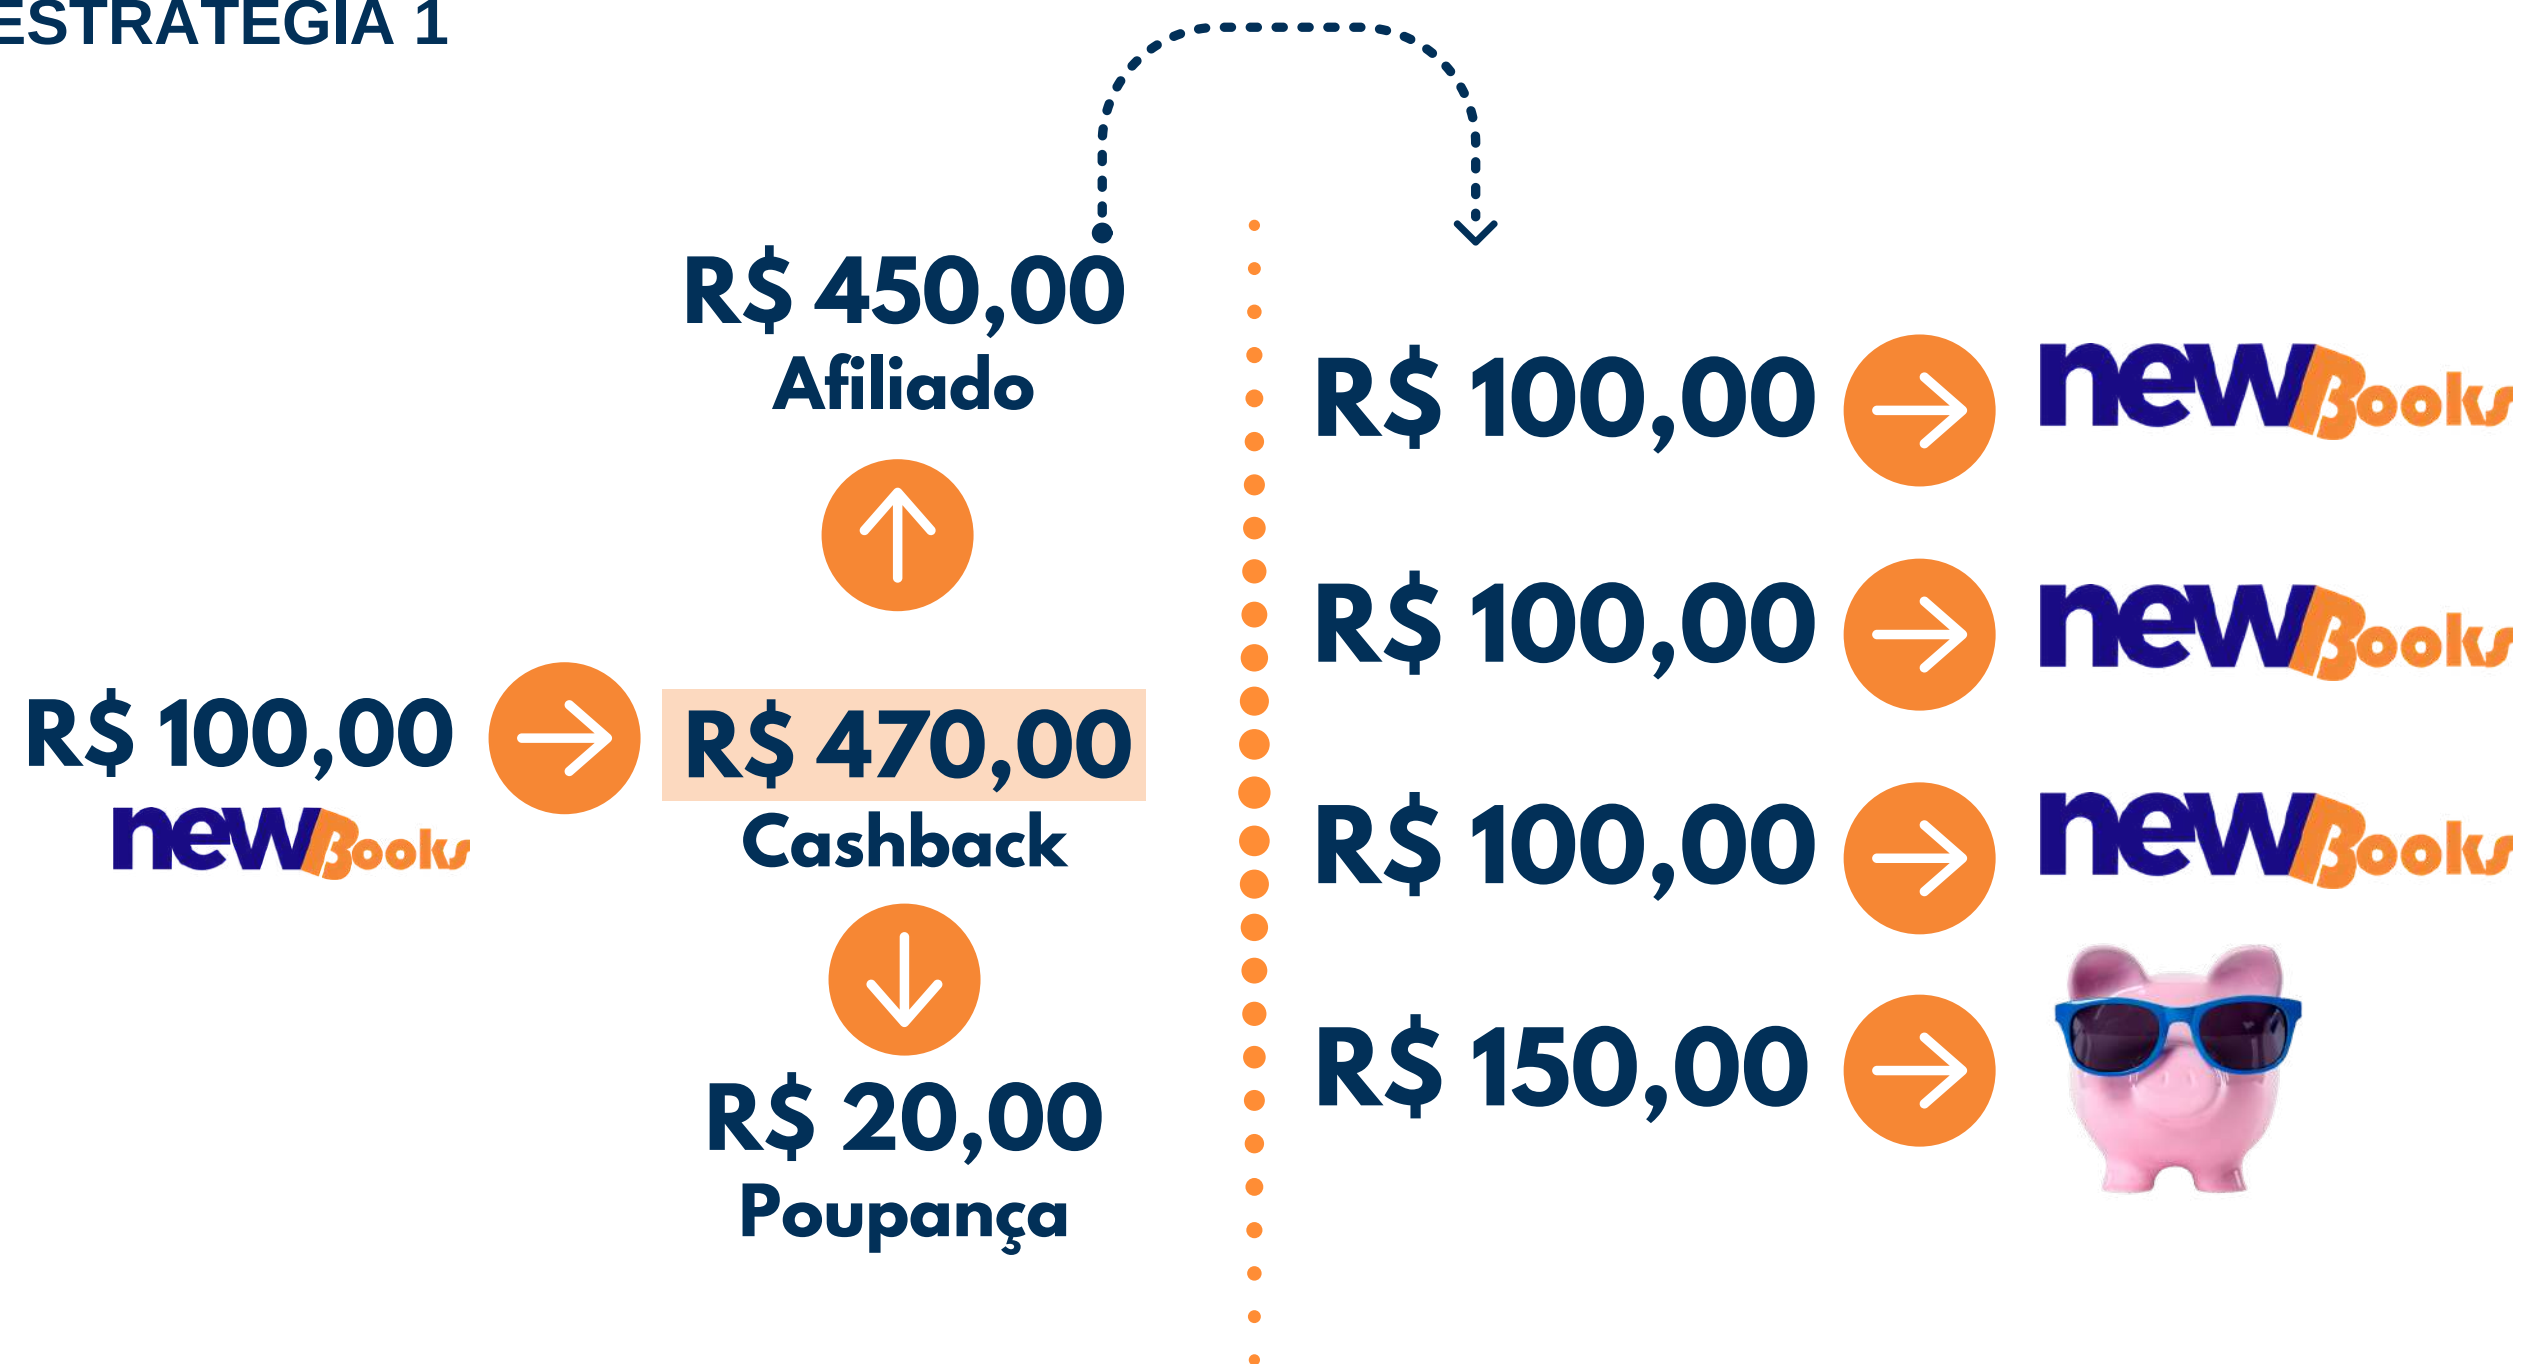 ESTRATÉGIA 1
R$ 450,00
Afiliado
R$ 100,00
newBooks
R$ 470,00
Cashback
R$ 20,00
Poupança
R$ 100,00
newBooks
R$ 100,00
newBooks
R$ 100,00
newBooks
R$ 150,00